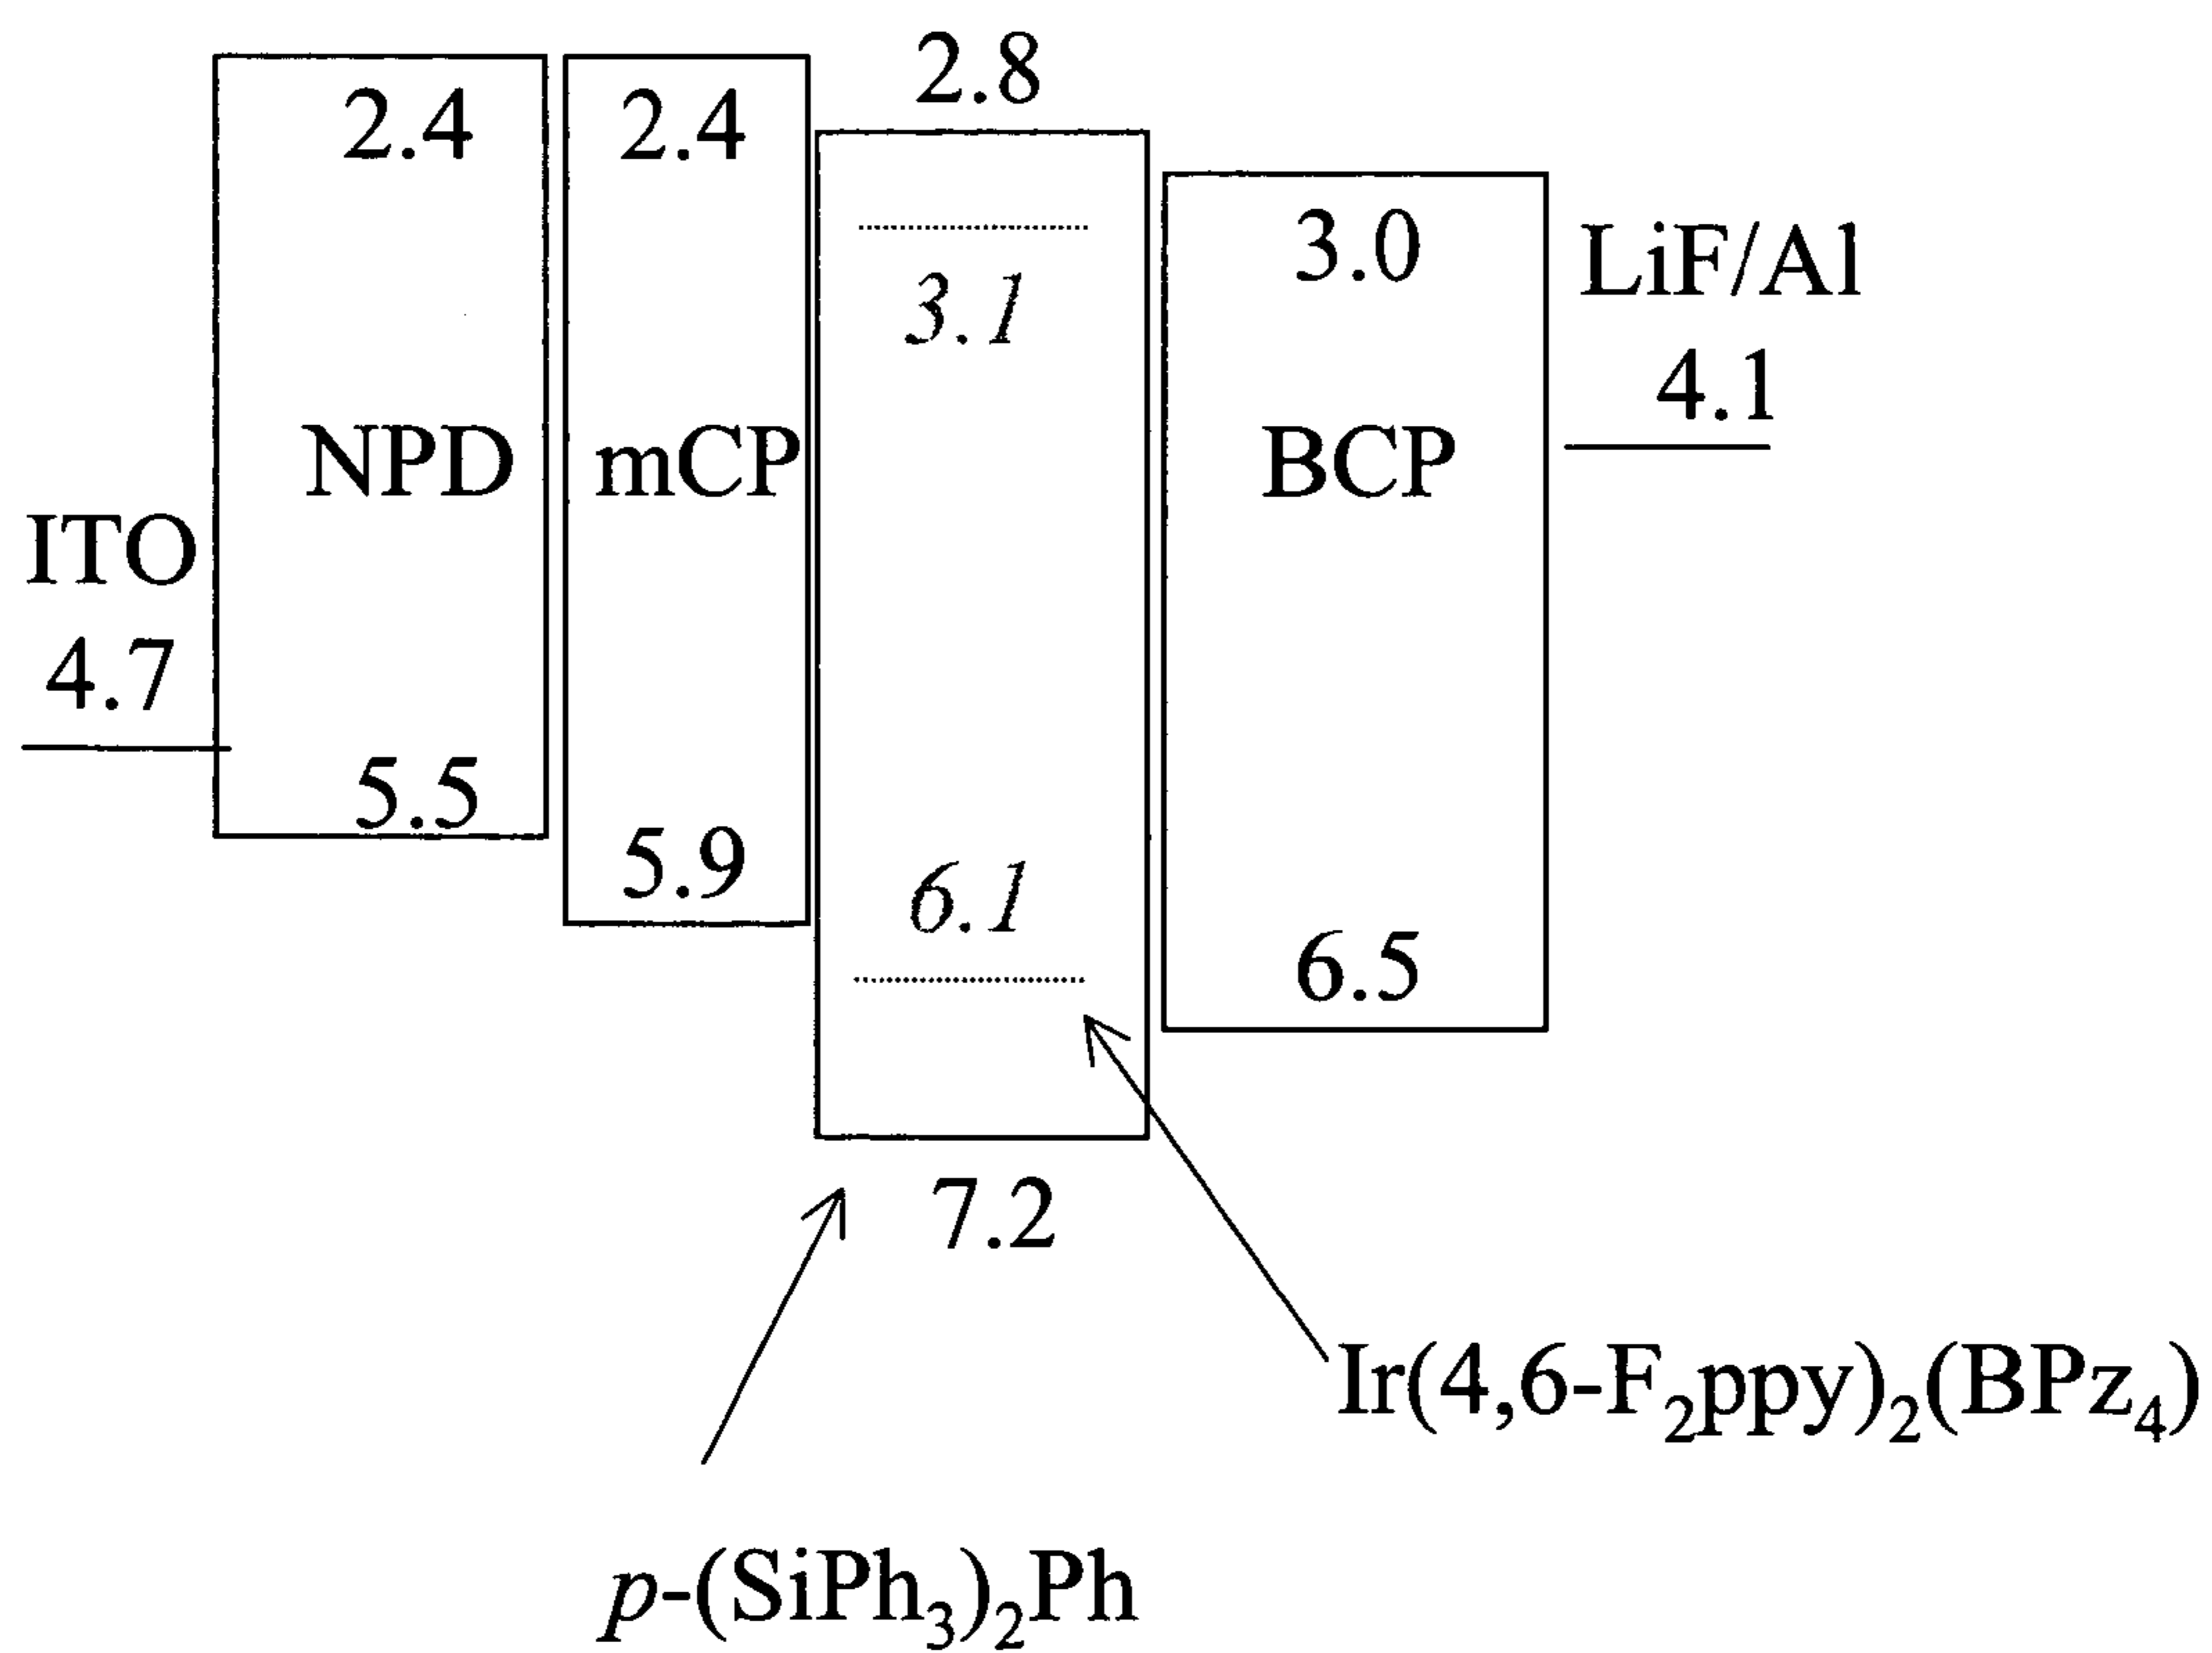 2.8
2.4
2.4
3.0
3.1
LiF/Al
4.1
NPD
mCP
BCP
ITO
4.7
5.5
5.9
6.1
6.5
7.2
Ir(4,6-F₂ppy)₂(BPz₄)
p-(SiPh₃)₂Ph